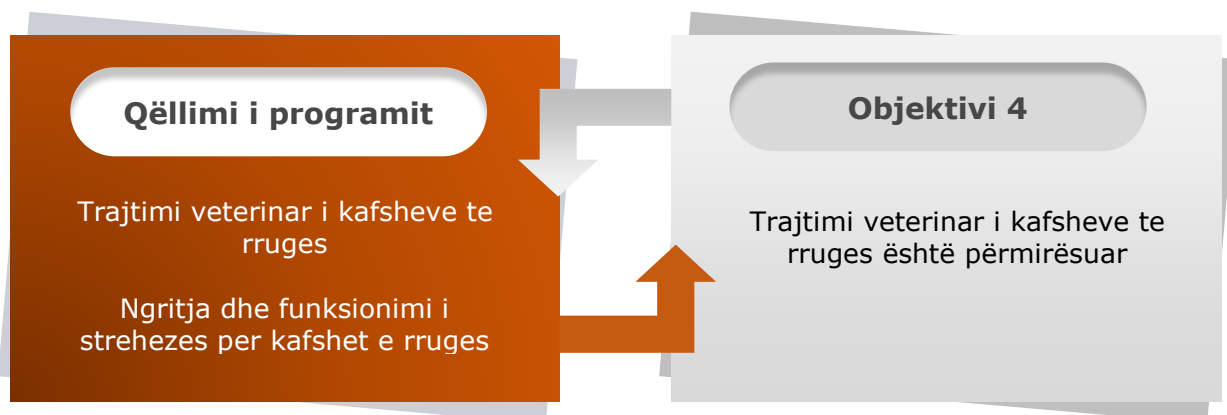 Qëllimi i programit
Trajtimi veterinar i kafsheve te
rruges
Ngritja dhe funksionimi i
strehezes per kafshet e rruges
Objektivi 4
Trajtimi veterinar i kafsheve te
rruges është përmirësuar